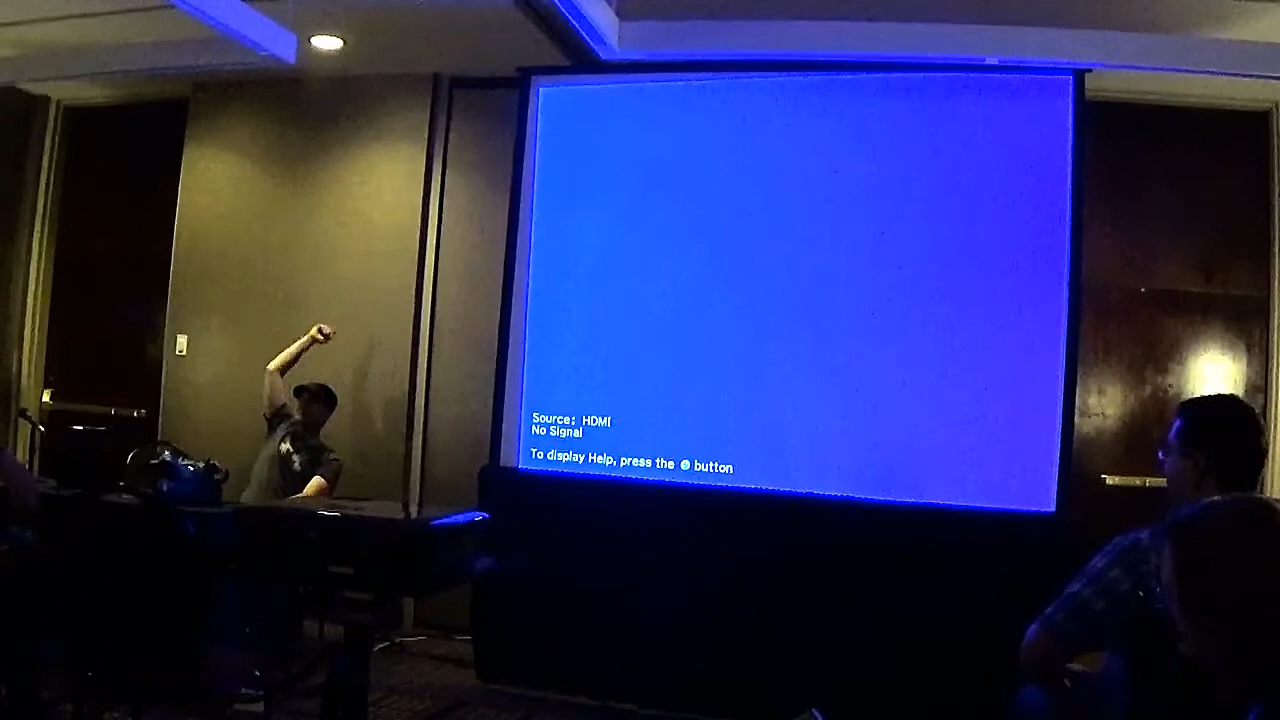 Source: HDMI
No Signal
To display Help, press the button